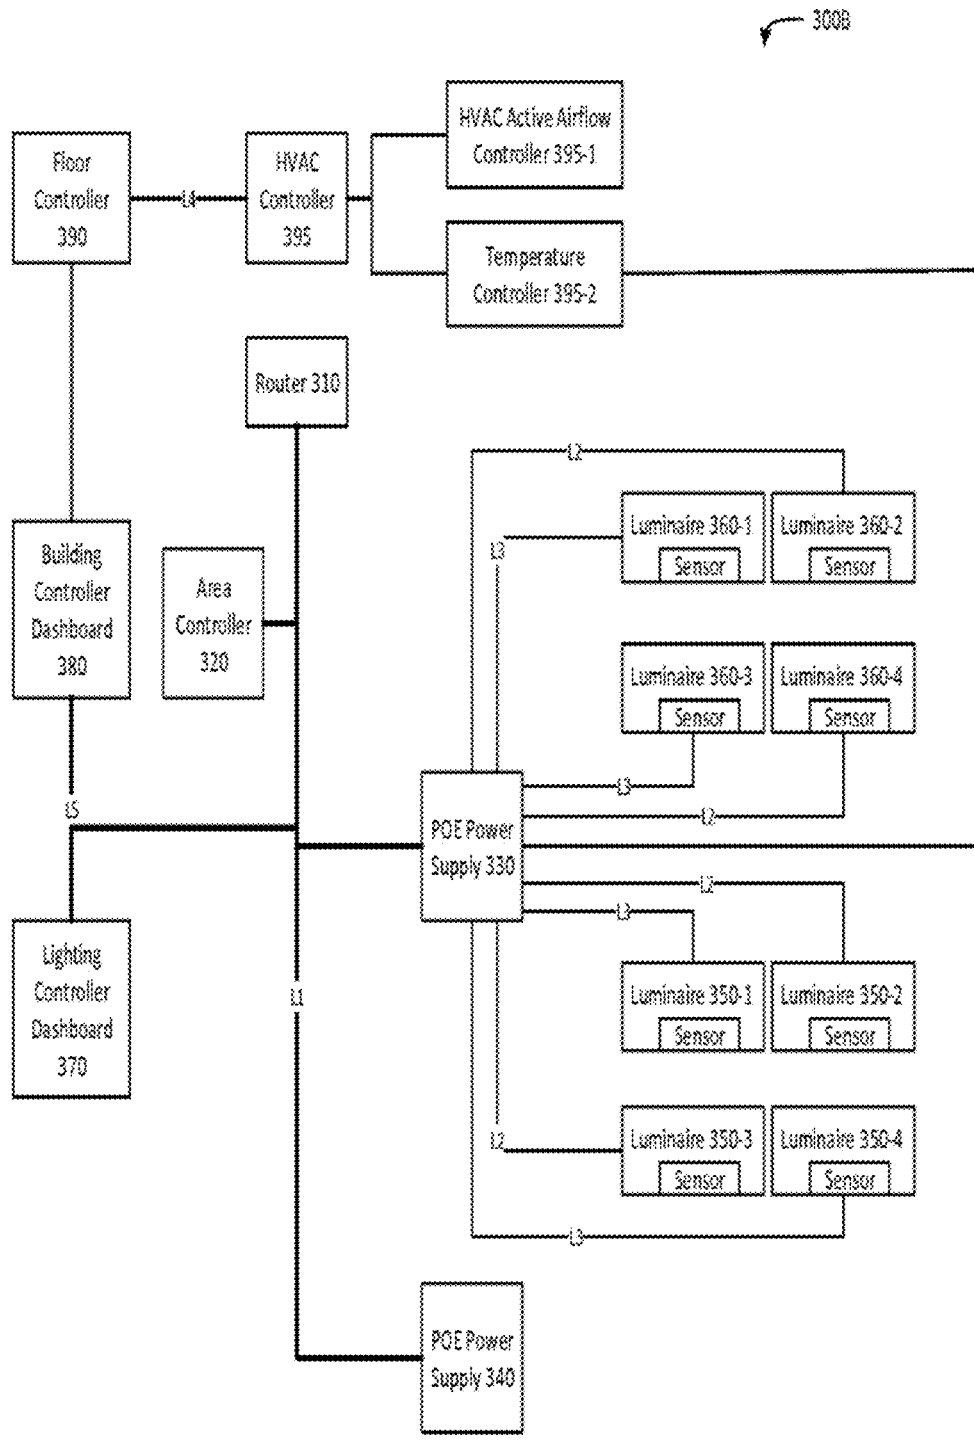 300B
HVAC Active Airflow
Controller 395-1
Floor
Controller
390
L4
HVAC
Controller
395
Temperature
Controller 395-2
Router 310
L2
Luminaire 360-1
Sensor
Luminaire 360-2
Sensor
L3
Building
Controller
Dashboard
380
Area
Controller
320
Luminaire 360-3
Sensor
Luminaire 360-4
Sensor
L3
L2
L5
POE Power
Supply 330
L2
L3
Lighting
Controller
Dashboard
370
L1
Luminaire 350-1
Sensor
Luminaire 350-2
Sensor
L2
Luminaire 350-3
Sensor
Luminaire 350-4
Sensor
L3
POE Power
Supply 340